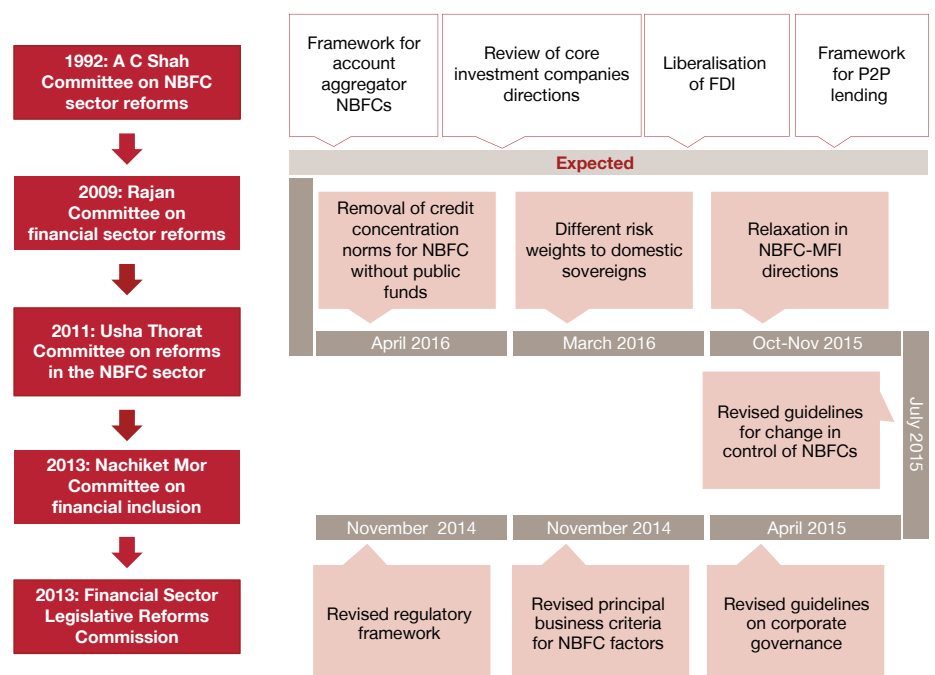 1992: A C Shah
Committee on NBFC
sector reforms
2009: Rajan
Committee on
financial sector reforms
2011: Usha Thorat
Committee on reforms
in the NBFC sector
2013: Nachiket Mor
Committee on
financial inclusion
2013: Financial Sector
Legislative Reforms
Commission
Framework for
account
aggregator
NBFCs
Review of core
investment companies
directions
Liberalisation
of FDI
Framework
for P2P
lending
Expected
Removal of credit
concentration
norms for NBFC
without public
funds
Different risk
weights to domestic
sovereigns
Relaxation in
NBFC-MFI
directions
April 2016
March 2016
Oct-Nov 2015
Revised guidelines
for change in
control of NBFCs
July 2015
November 2014
November 2014
April 2015
Revised regulatory
framework
Revised principal
business criteria
for NBFC factors
Revised guidelines
on corporate
governance